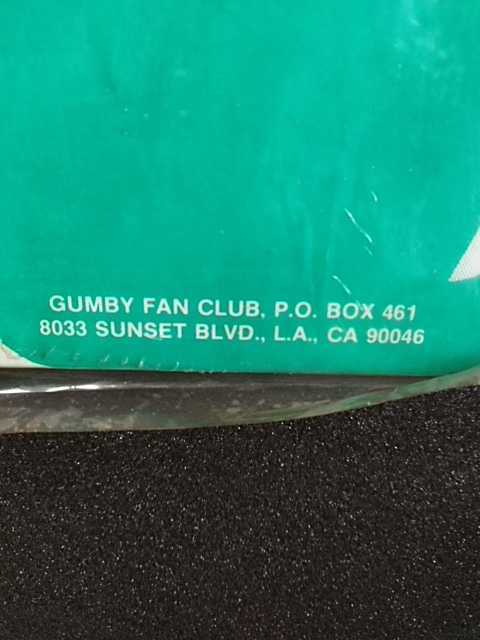 GUMBY FAN CLUB, P.O. BOX 461
8033 SUNSET BLVD., L.A., CA 90046